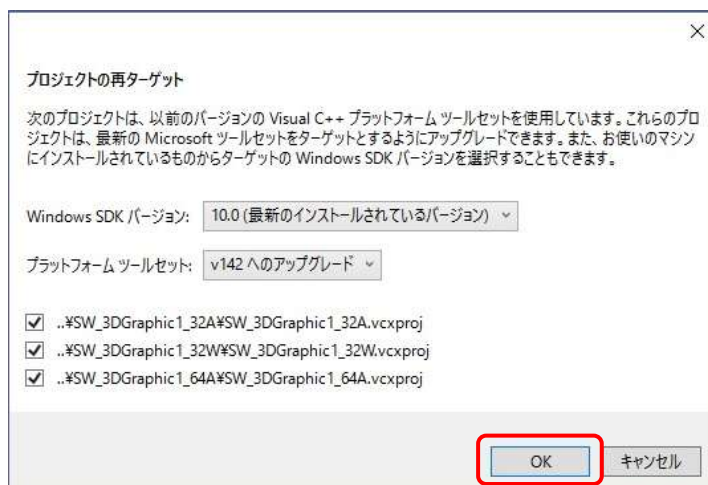 プロジェクトの再ターゲット
次のプロジェクトは、以前のバージョンの Visual C++ プラットフォーム ツールセットを使用しています。これらのプロ
ジェクトは、最新の Microsoft ツールセットをターゲットとするようにアップグレードできます。また、お使いのマシン
にインストールされているものからターゲットの Windows SDK バージョンを選択することもできます。
Windows SDK バージョン: 10.0 (最新のインストールされているバージョン)
プラットフォーム ツールセット: v142 へのアップグレード
..¥SW_3DGraphic1_32A¥SW_3DGraphic1_32A.vcxproj
..¥SW_3DGraphic1_32W¥SW_3DGraphic1_32W.vcxproj
..¥SW_3DGraphic1_64A¥SW_3DGraphic1_64A.vcxproj
OK キャンセル